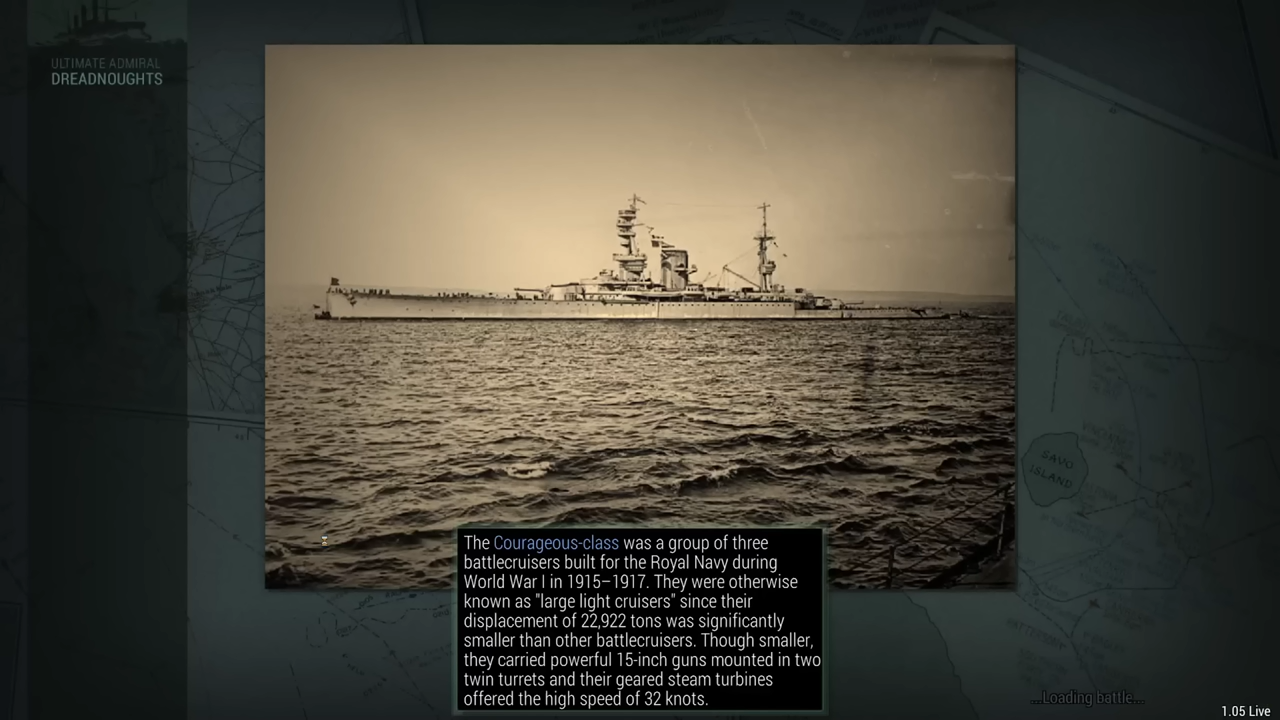 ULTIMATE ADMIRAL
DREADNOUGHTS
SAVO
ISLAND
The Courageous-class was a group of three
battlecruisers built for the Royal Navy during
World War I in 1915–1917. They were otherwise
known as "large light cruisers" since their
displacement of 22,922 tons was significantly
smaller than other battlecruisers. Though smaller,
they carried powerful 15-inch guns mounted in two
twin turrets and their geared steam turbines
offered the high speed of 32 knots.
...Loading battle...
1.05 Live